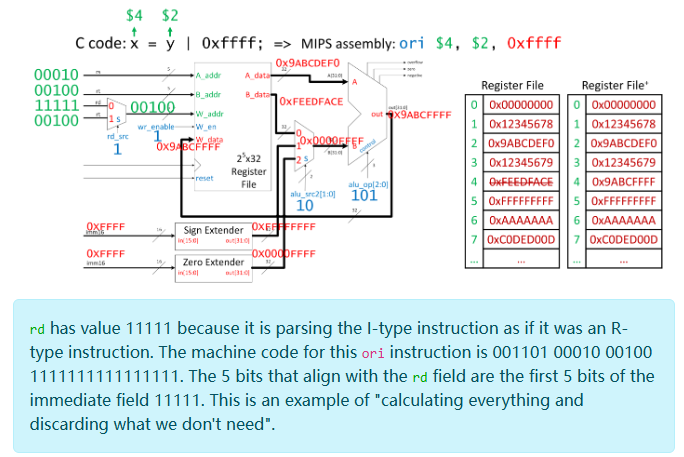 $4 $2
C code: x = y | 0xffff; => MIPS assembly: ori $4, $2, 0xffff
00010
00100
11111
00100
rd_src
1
0
1 s
00100
wr_enable
1
0X9ABCFFFF
A_addr
B_addr
W_addr
W_en
W_data
reset
A_data
B_data
0X9ABCDEF0
0XFEEDFACE
2⁵x32
Register
File
0
1
2 s
0x0000FFFF
alu_src2[1:0]
10
A
B
control
alu_op[2:0]
101
out
0X9ABCFFFF
overflow
zero
negative
0XFFFF
imm16
16
Sign Extender
in[15:0]
out[31:0]
0XFFFFFFFF
0XFFFF
imm16
16
Zero Extender
in[15:0]
out[31:0]
0X0000FFFF
32
Register File Register File⁺
0 0x00000000 0 0x00000000
1 0x12345678 1 0x12345678
2 0x9ABCDEF0 2 0x9ABCDEF0
3 0x12345679 3 0x12345679
4 0xFEEDFACE 4 0x9ABCFFFF
5 0xFFFFFFFF 5 0xFFFFFFFF
6 0xAAAAAAA 6 0xAAAAAAA
7 0xC0DED00D 7 0xC0DED00D
... ... ... ...
rd has value 11111 because it is parsing the I-type instruction as if it was an R-
type instruction. The machine code for this ori instruction is 001101 00010 00100
1111111111111111. The 5 bits that align with the rd field are the first 5 bits of the
immediate field 11111. This is an example of "calculating everything and
discarding what we don't need".